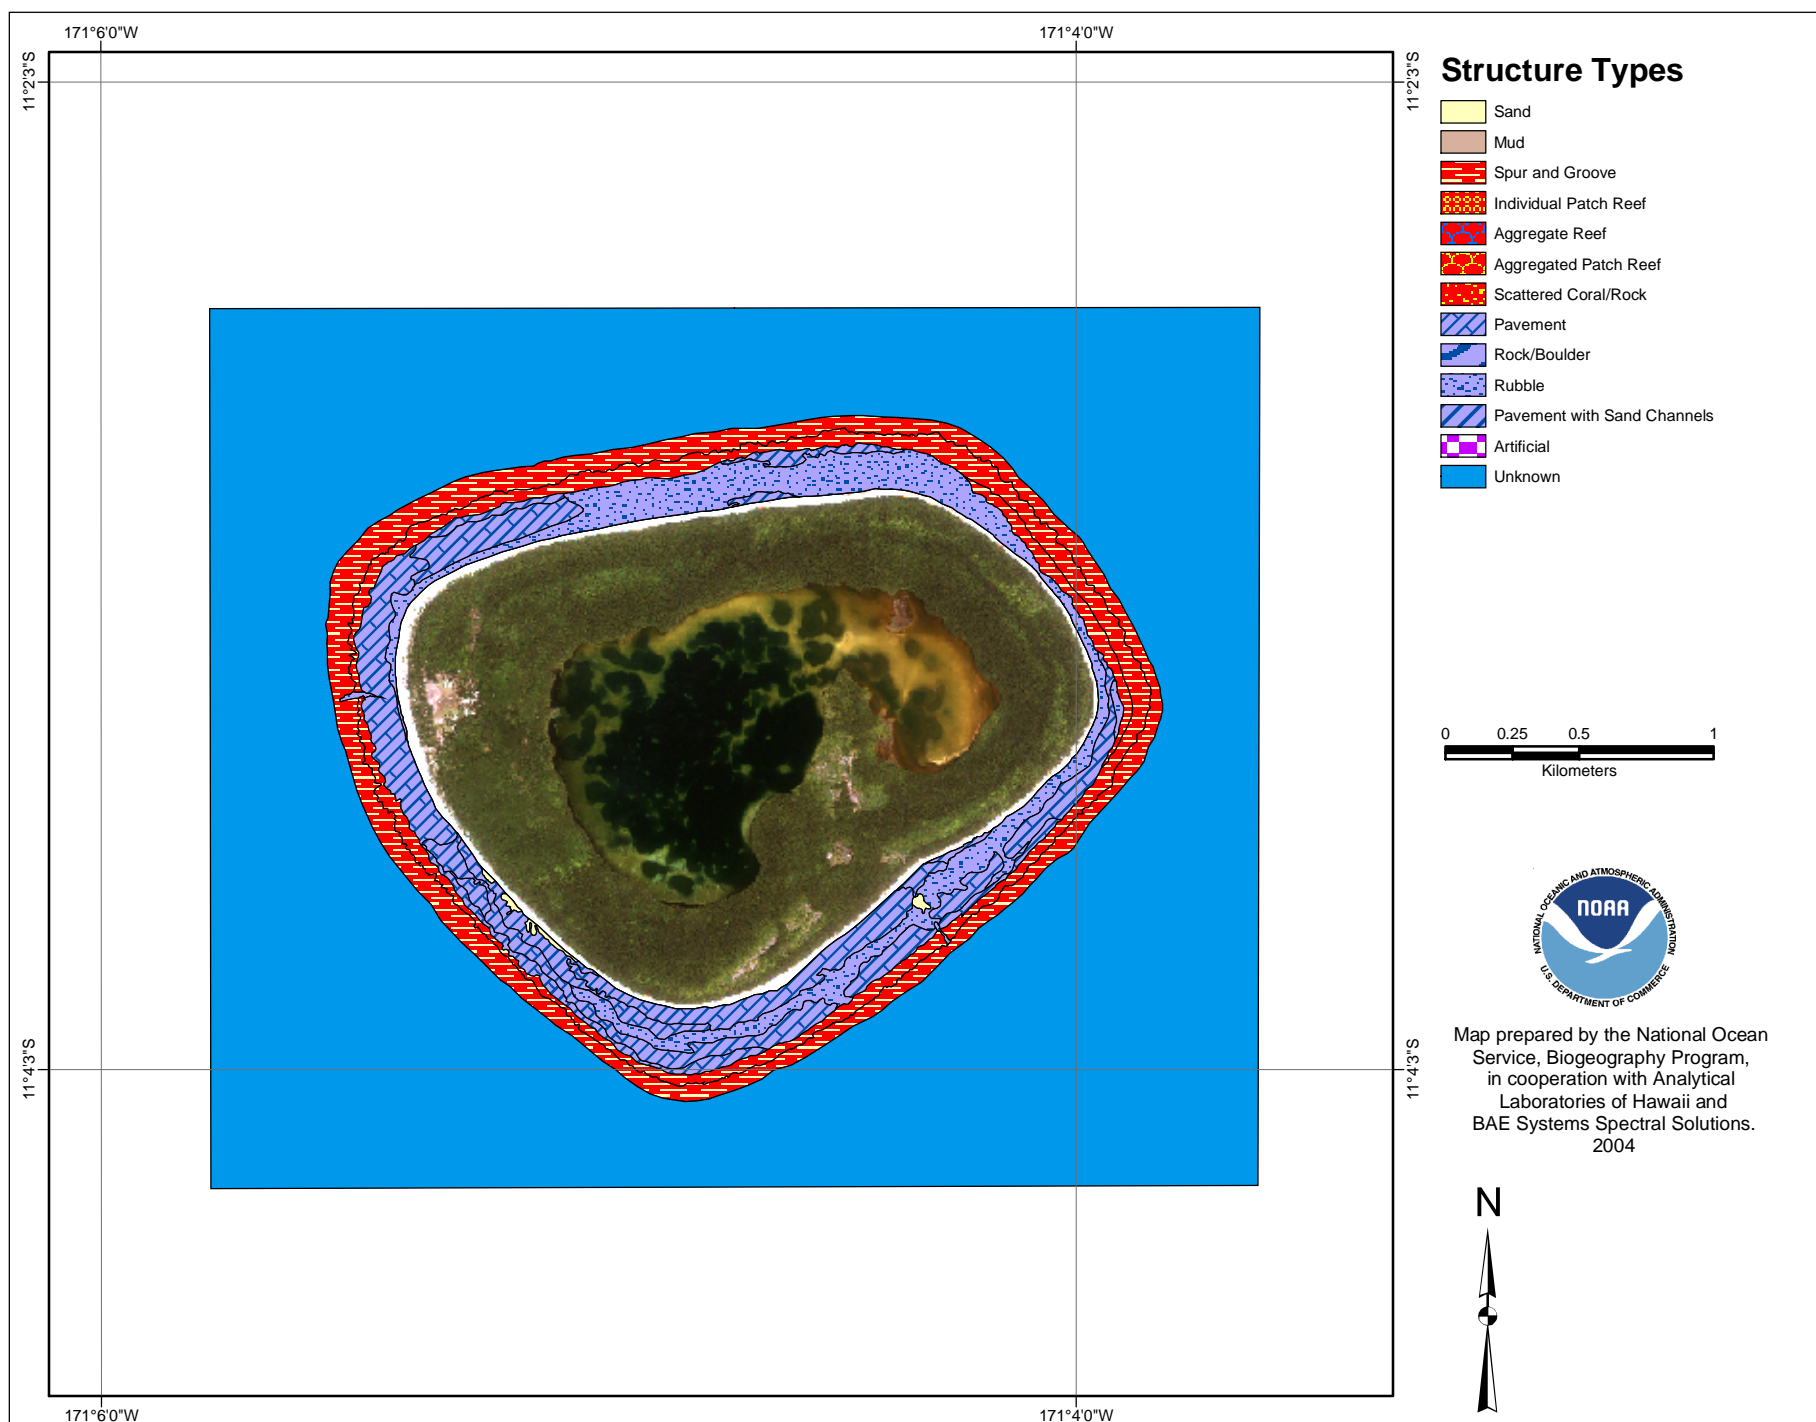 171°6'0"W
171°4'0"W
11°2'3"S
11°2'3"S
Structure Types
Sand
Mud
Spur and Groove
Individual Patch Reef
Aggregate Reef
Aggregated Patch Reef
Scattered Coral/Rock
Pavement
Rock/Boulder
Rubble
Pavement with Sand Channels
Artificial
Unknown
0 0.25 0.5 1
Kilometers
NATIONAL OCEANIC AND ATMOSPHERIC ADMINISTRATION
NOAA
U.S. DEPARTMENT OF COMMERCE
Map prepared by the National Ocean
Service, Biogeography Program,
in cooperation with Analytical
Laboratories of Hawaii and
BAE Systems Spectral Solutions.
2004
11°4'3"S
11°4'3"S
N
171°6'0"W
171°4'0"W